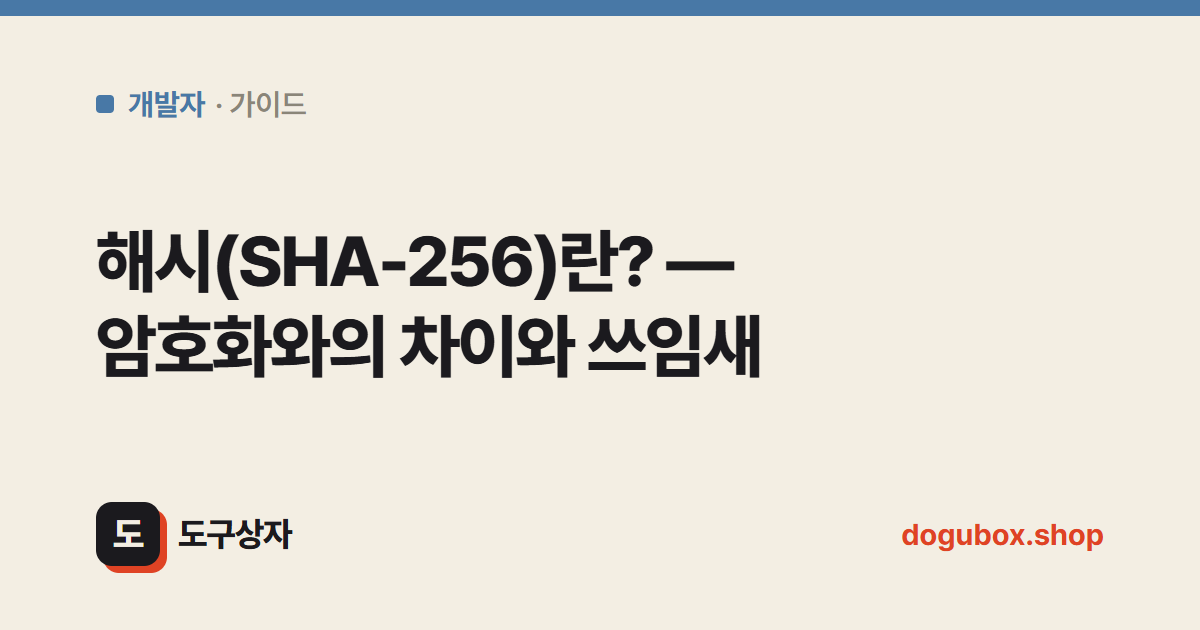 개발자 · 가이드
해시(SHA-256)란? —
암호화와의 차이와 쓰임새
도 도구상자
dogubox.shop